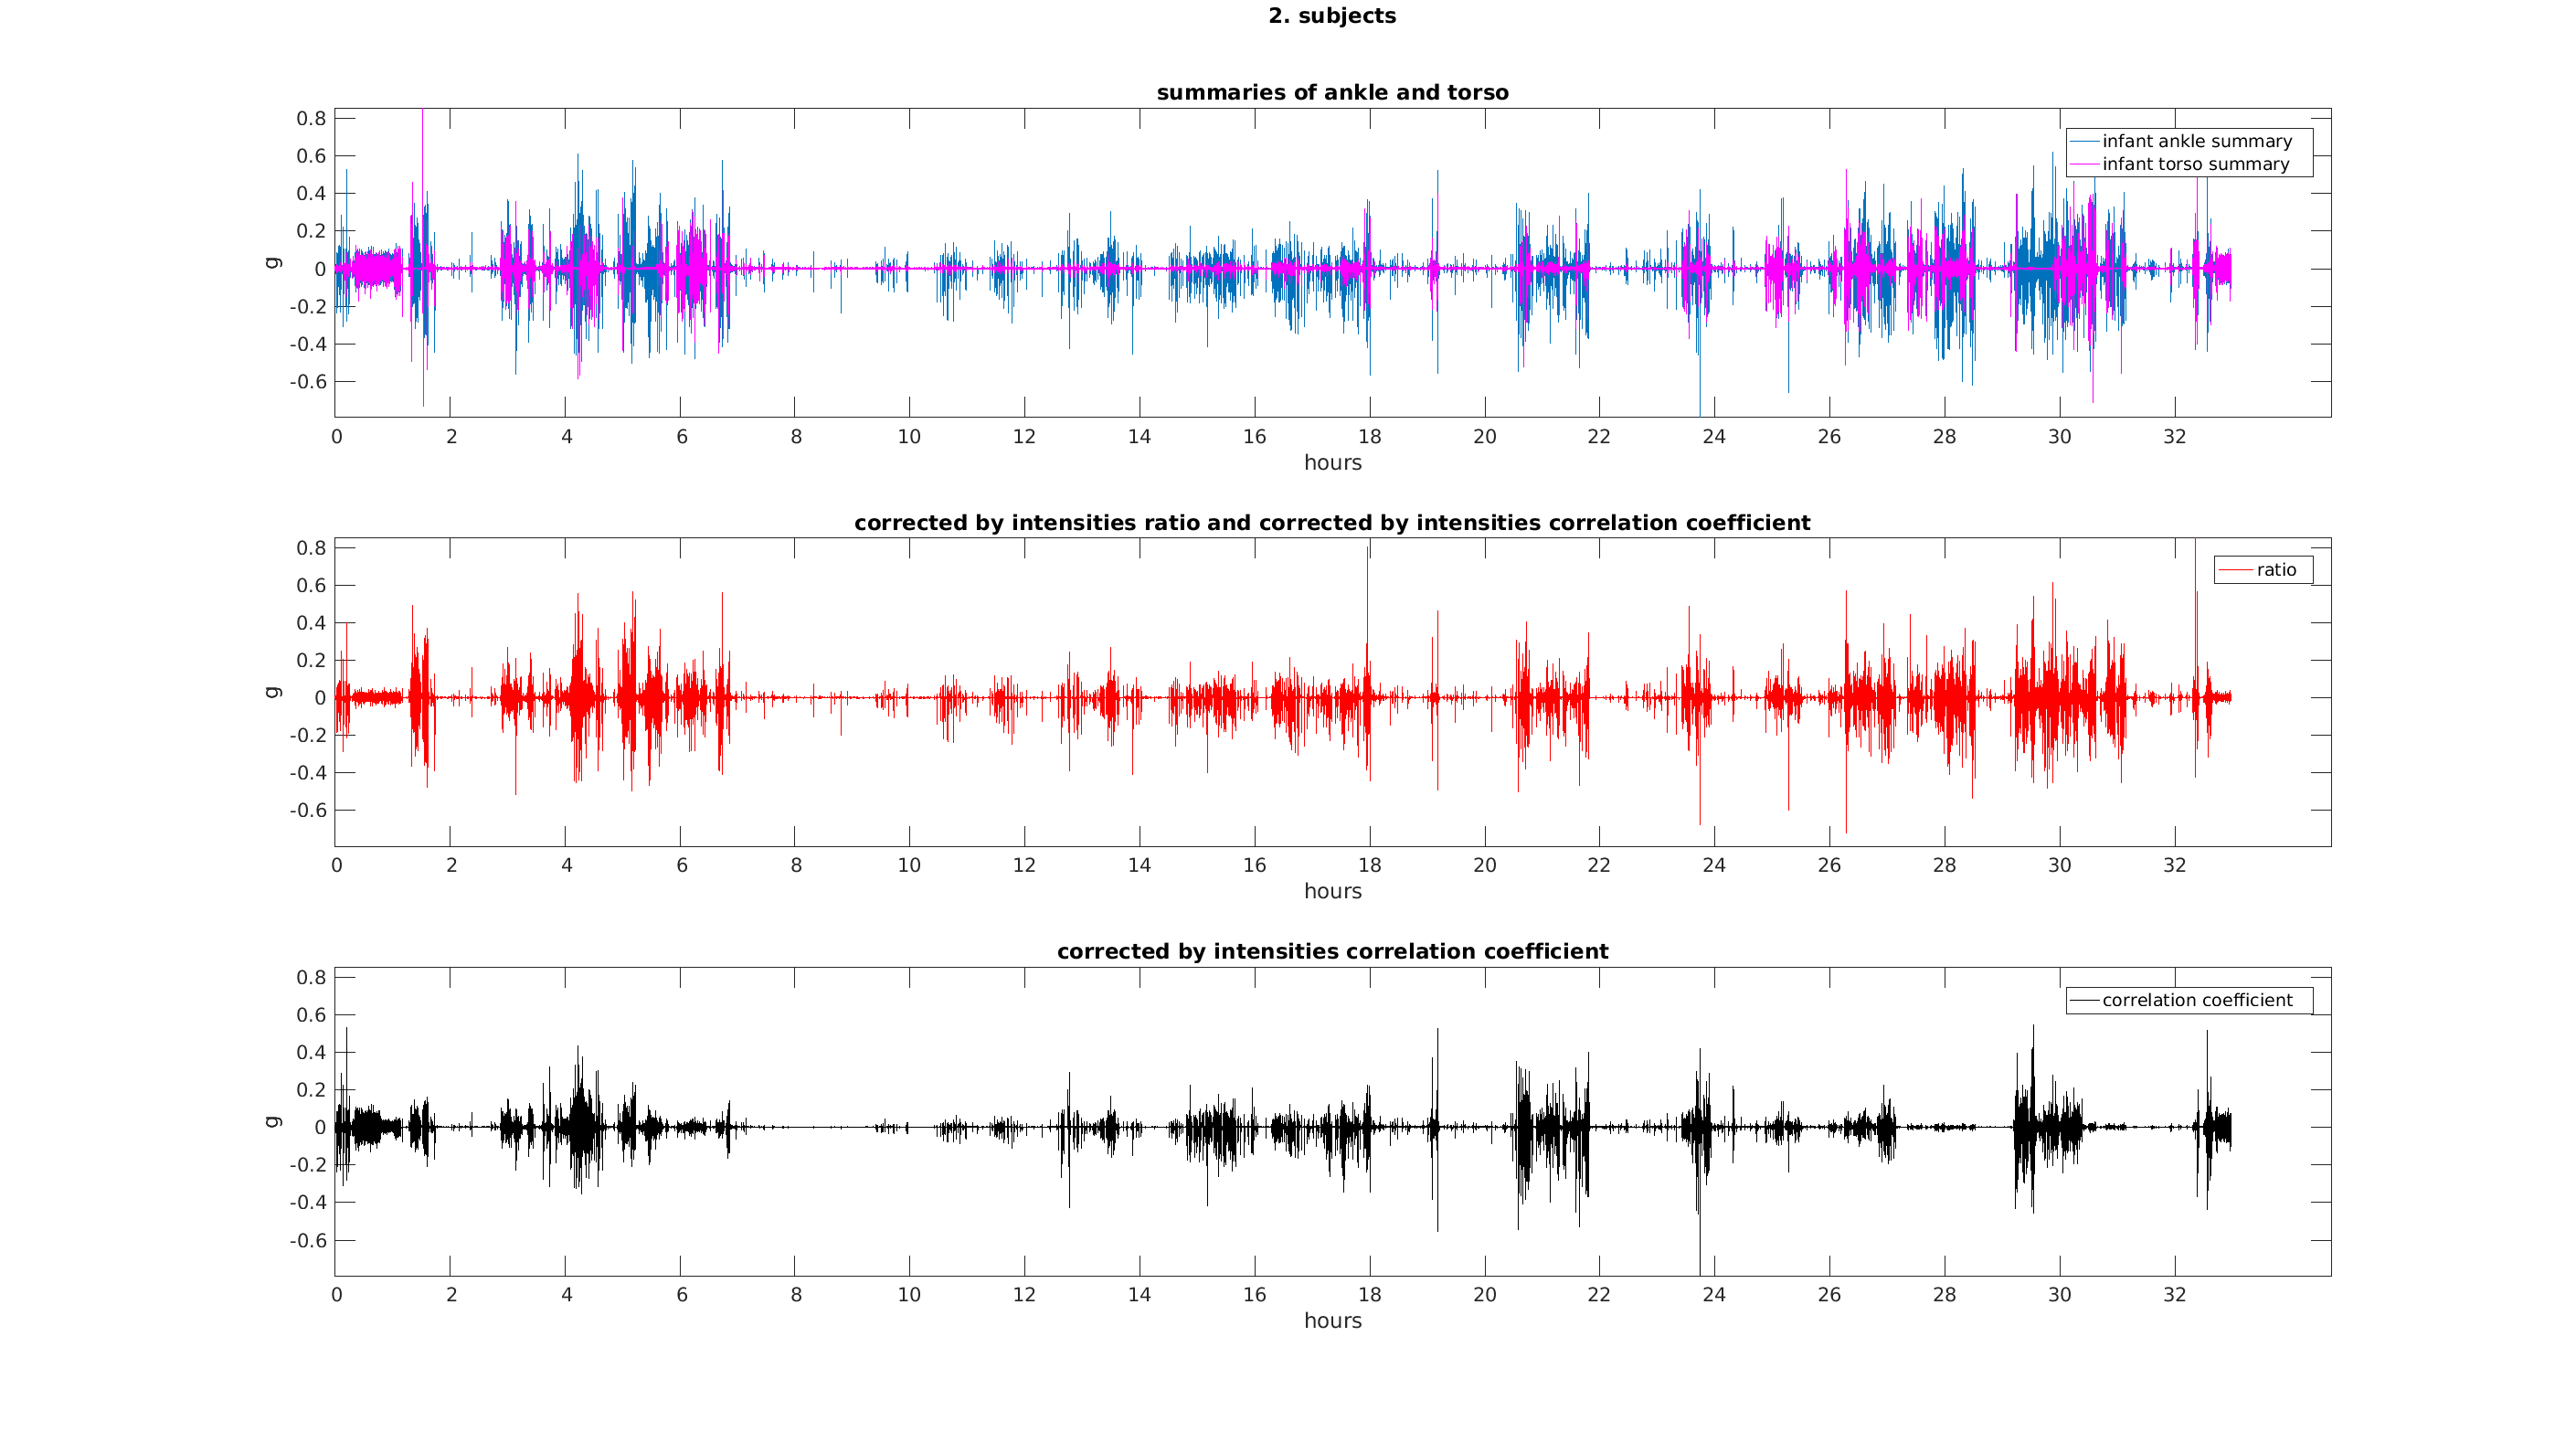 2. subjects
summaries of ankle and torso
0.8
0.6
0.4
0.2
0
-0.2
-0.4
-0.6
g
infant ankle summary
infant torso summary
0 2 4 6 8 10 12 14 16 18 20 22 24 26 28 30 32
hours
corrected by intensities ratio and corrected by intensities correlation coefficient
0.8
0.6
0.4
0.2
0
-0.2
-0.4
-0.6
g
ratio
0 2 4 6 8 10 12 14 16 18 20 22 24 26 28 30 32
hours
corrected by intensities correlation coefficient
0.8
0.6
0.4
0.2
0
-0.2
-0.4
-0.6
g
correlation coefficient
0 2 4 6 8 10 12 14 16 18 20 22 24 26 28 30 32
hours